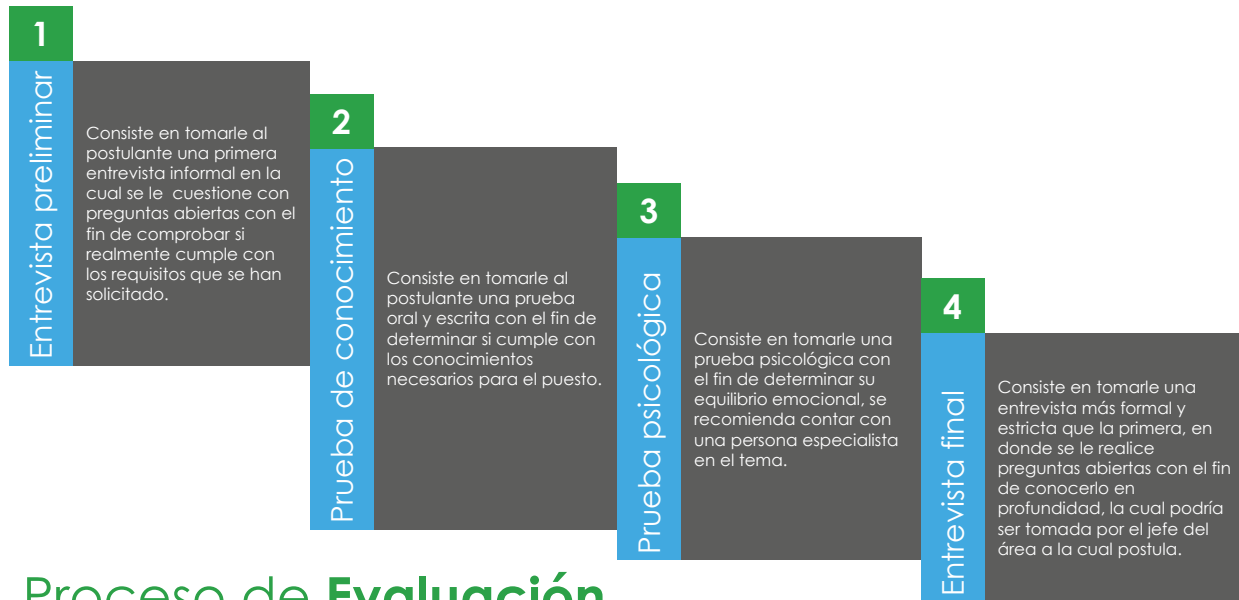 1
Entrevista preliminar
Consiste en tomarle al
postulante una primera
entrevista informal en la
cual se le cuestione con
preguntas abiertas con el
fin de comprobar si
realmente cumple con
los requisitos que se han
solicitado.
2
Prueba de conocimiento
Consiste en tomarle al
postulante una prueba
oral y escrita con el fin de
determinar si cumple con
los conocimientos
necesarios para el puesto.
3
Prueba psicológica
Consiste en tomarle una
prueba psicológica con
el fin de determinar su
equilibrio emocional, se
recomienda contar con
una persona especialista
en el tema.
4
Entrevista final
Consiste en tomarle una
entrevista más formal y
estricta que la primera, en
donde se le realice
preguntas abiertas con el fin
de conocerlo en
profundidad, la cual podría
ser tomada por el jefe del
área a la cual postula.
Proceso de Evaluación